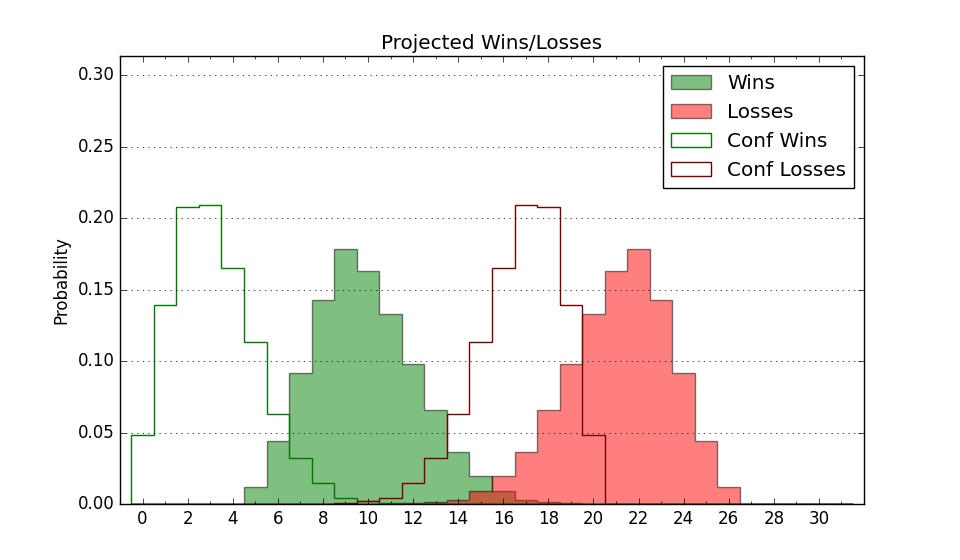 Projected Wins/Losses
0.30
0.25
0.20
0.15
0.10
0.05
0.00
Probability
Wins
Losses
Conf Wins
Conf Losses
0 2 4 6 8 10 12 14 16 18 20 22 24 26 28 30